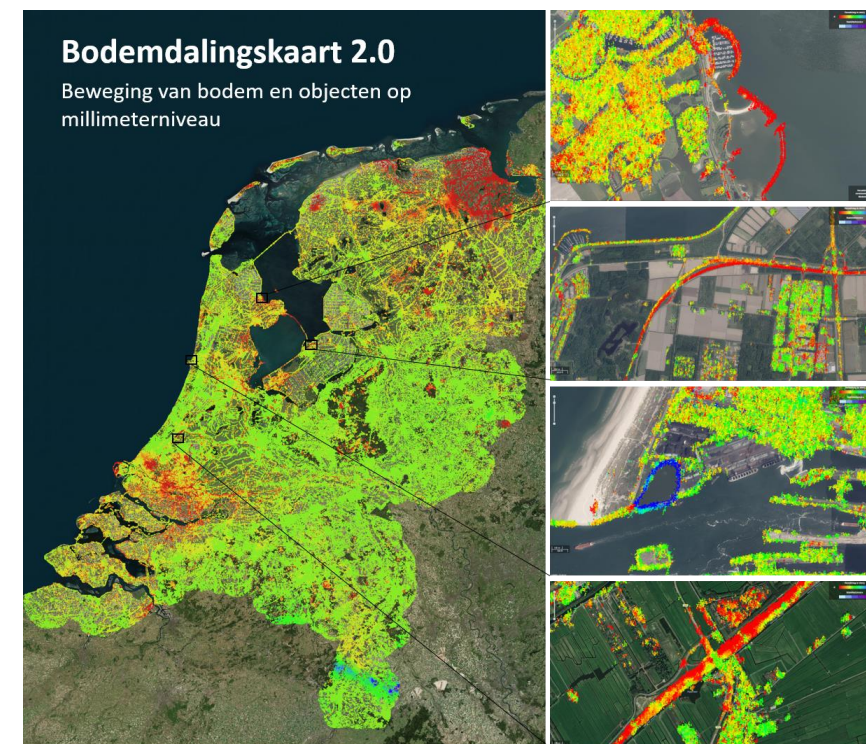 Bodemdalingskaart 2.0
Beweging van bodem en objecten op
millimeterniveau